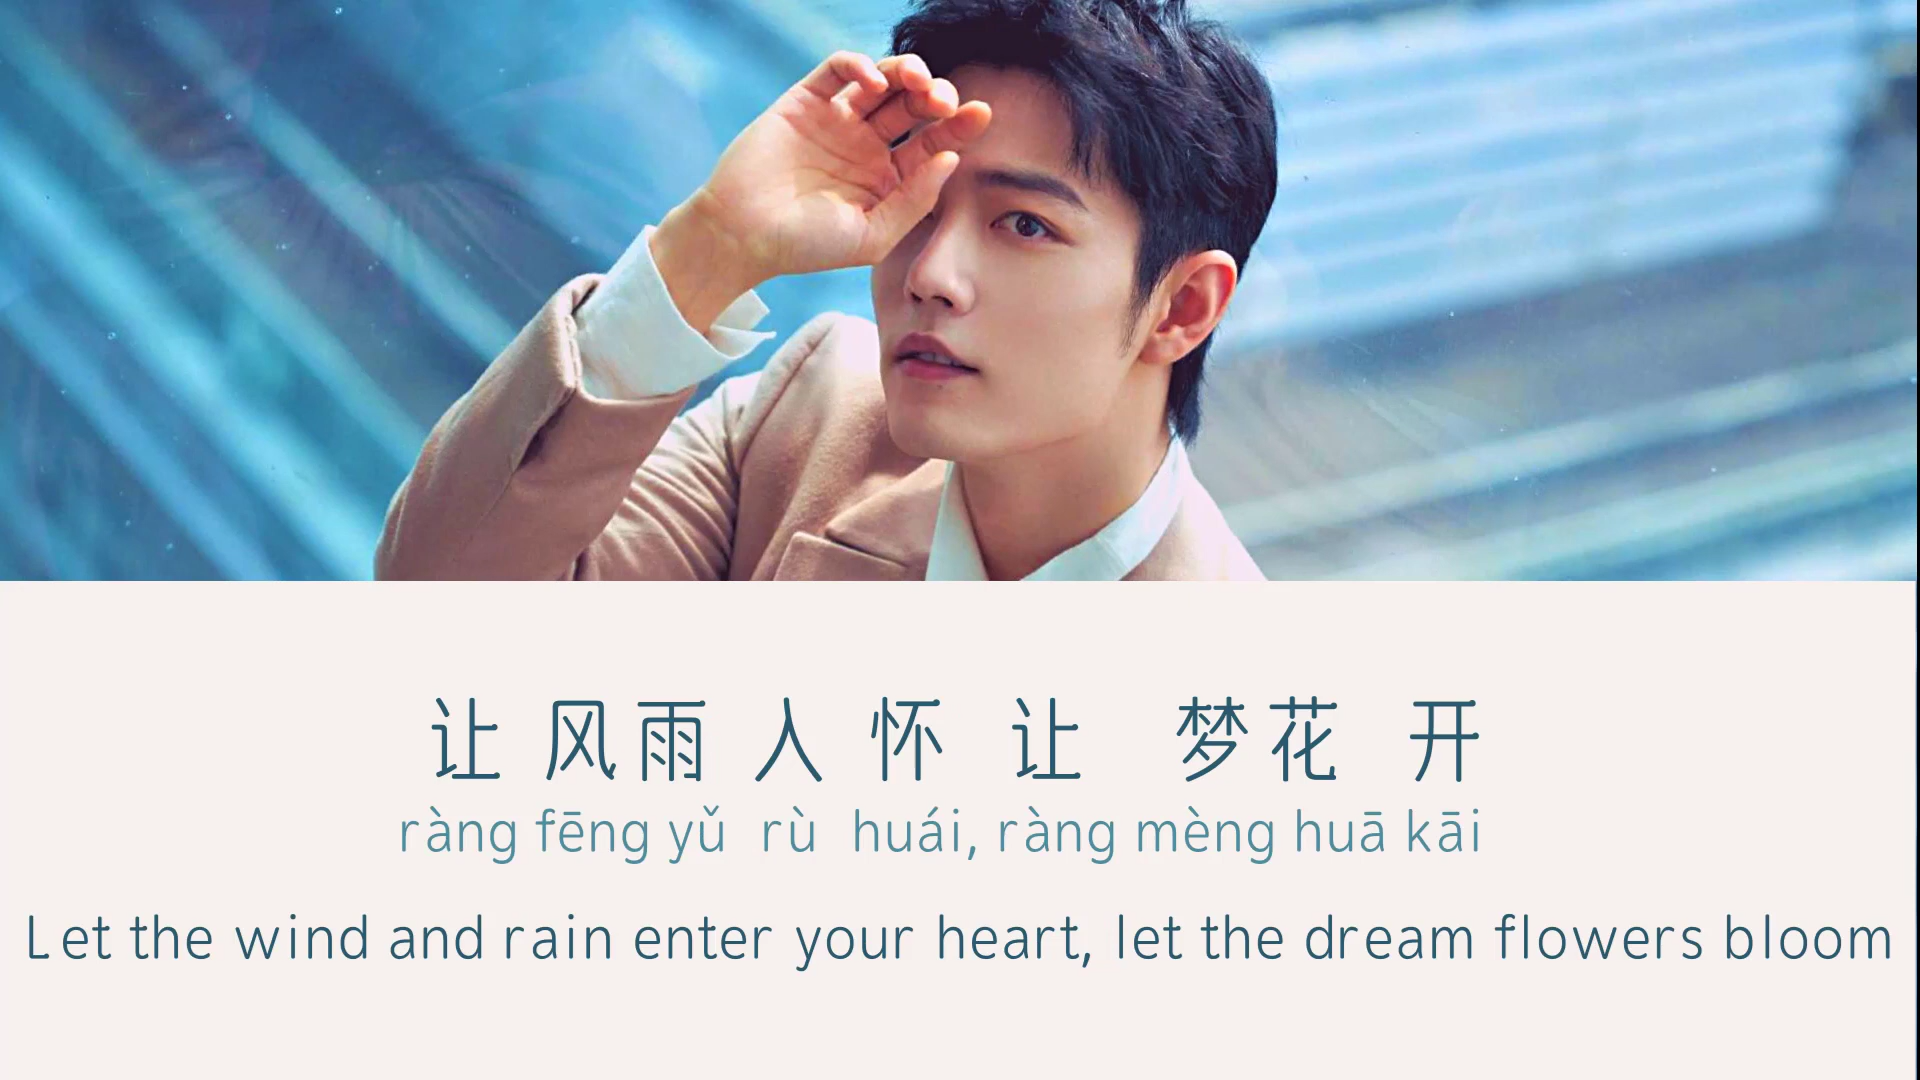 让 风雨 人 怀 让 梦花 开
ràng fēng yǔ rù huái, ràng mèng huā kāi
Let the wind and rain enter your heart, let the dream flowers bloom